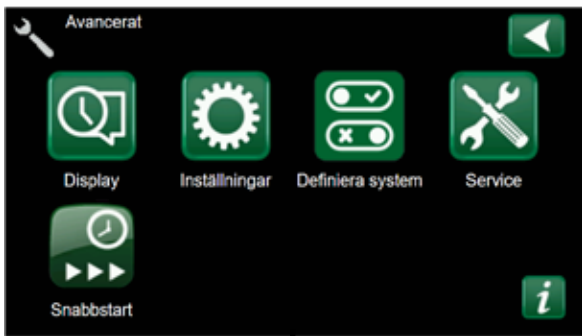 Avancerat
Display
Inställningar
Definiera system
Service
Snabbstart
i